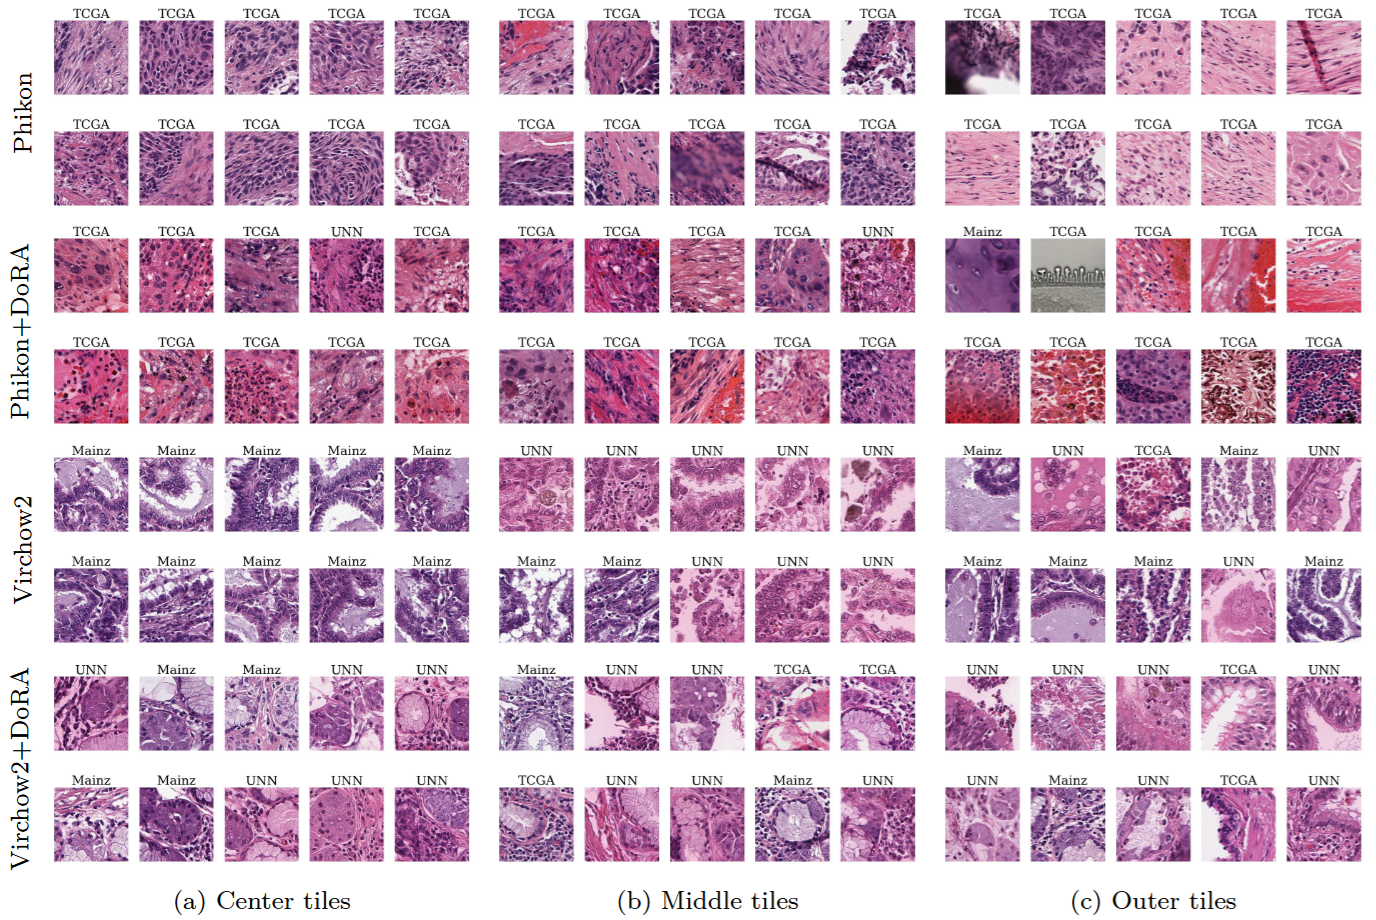 TCGA TCGA TCGA TCGA TCGA TCGA TCGA TCGA TCGA TCGA TCGA TCGA TCGA TCGA TCGA
Phikon
TCGA TCGA TCGA TCGA TCGA TCGA TCGA TCGA TCGA TCGA TCGA TCGA TCGA TCGA TCGA
TCGA TCGA TCGA UNN TCGA TCGA TCGA TCGA TCGA UNN Mainz TCGA TCGA TCGA TCGA
Phikon+DoRA
TCGA TCGA TCGA TCGA TCGA TCGA TCGA TCGA TCGA TCGA TCGA TCGA TCGA TCGA TCGA
Mainz Mainz Mainz Mainz Mainz UNN UNN UNN UNN UNN Mainz UNN TCGA Mainz UNN
Virchow2
Mainz Mainz Mainz Mainz Mainz Mainz Mainz UNN UNN UNN Mainz Mainz Mainz UNN Mainz
UNN Mainz Mainz UNN UNN Mainz UNN UNN TCGA TCGA UNN UNN UNN TCGA UNN
Virchow2+DoRA
Mainz Mainz UNN UNN UNN TCGA UNN UNN Mainz UNN UNN Mainz UNN TCGA UNN
(a) Center tiles (b) Middle tiles (c) Outer tiles